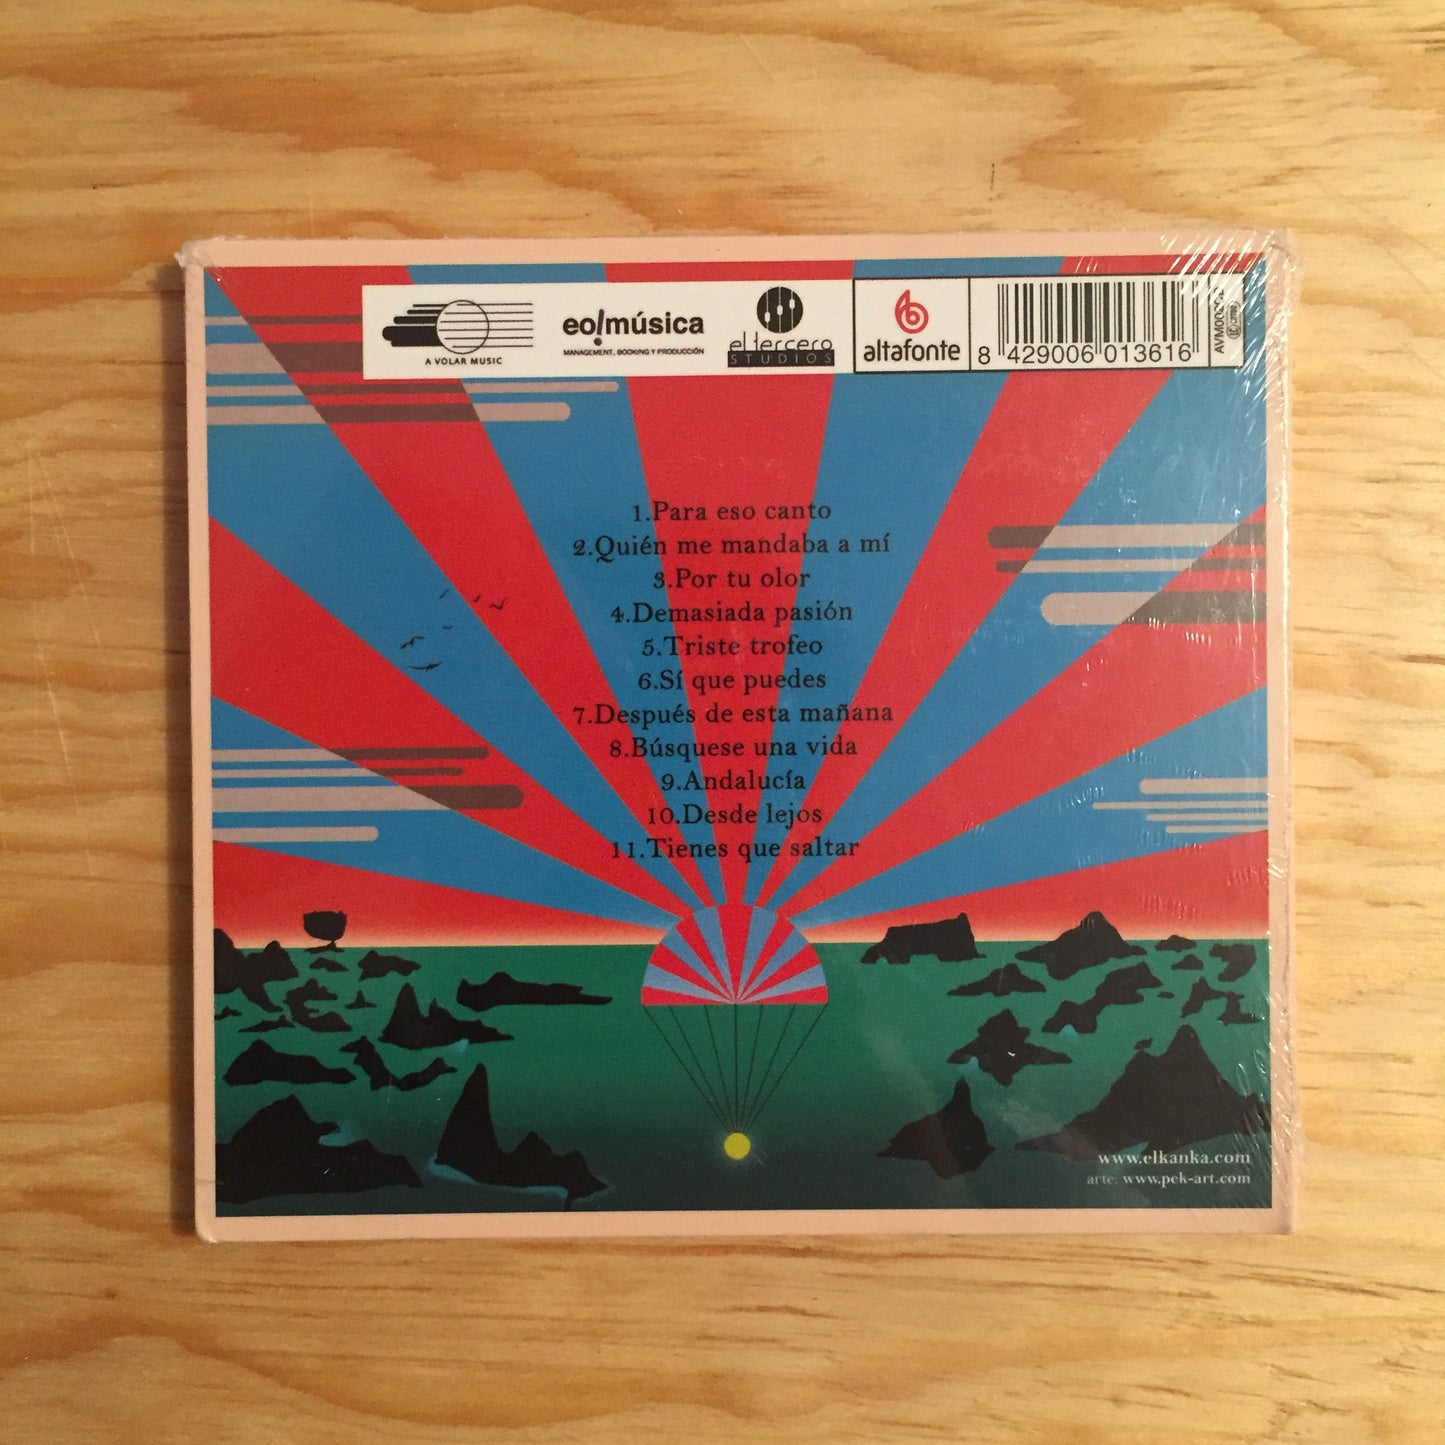 A VOLAR MUSIC
eo!música
MANAGEMENT, BOOKING Y PRODUCCIÓN
el tercero
STUDIOS
altafonte
8 429006 013616
1.Para eso canto
2.Quién me mandaba a mí
3.Por tu olor
4.Demasiada pasión
5.Triste trofeo
6.Sí que puedes
7.Después de esta mañana
8.Búsquese una vida
9.Andalucía
10.Desde lejos
11.Tienes que saltar
www.elkanka.com
arte: www.pek-art.com